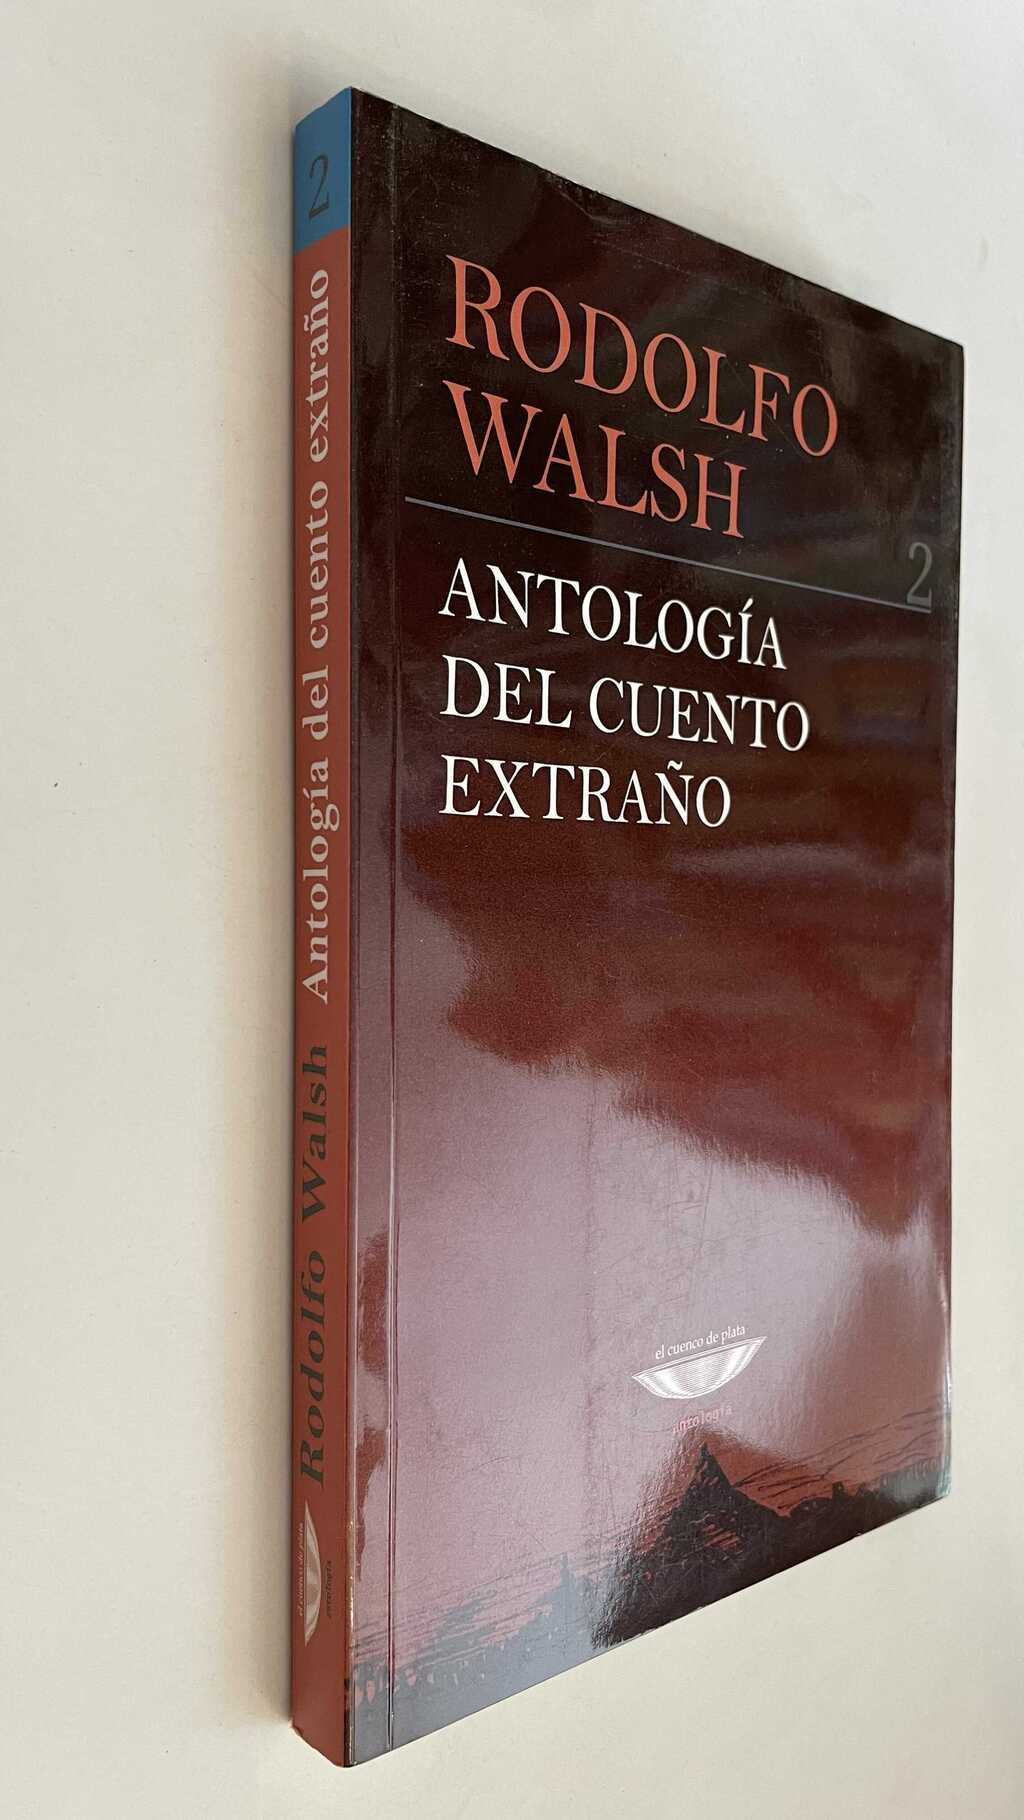 2
Antología del cuento extraño
Rodolfo Walsh
el cuenco de plata
antología
RODOLFO
WALSH
2
ANTOLOGÍA
DEL CUENTO
EXTRAÑO
el cuenco de plata
antología